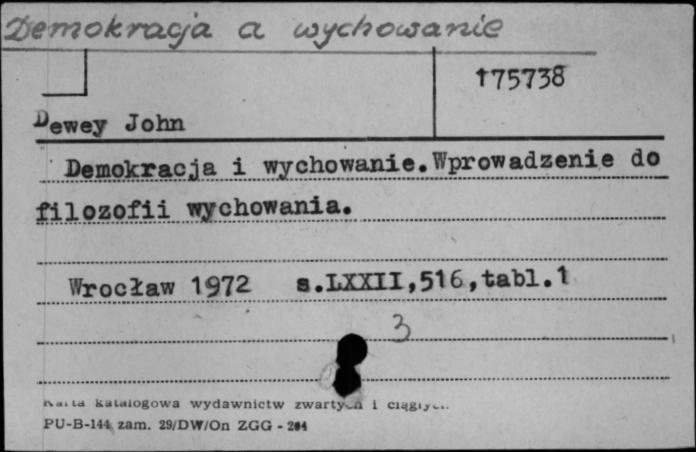 Demokracja a wychowanie
175738
Dewey John
Demokracja i wychowanie.Wprowadzenie do
filozofii wychowania.
Wrocław 1972 s.LXXII,516,tabl.1
3
Karta katalogowa wydawnictw zwartych i ciągłych
PU-B-144 zam. 29/DW/On ZGG - 284